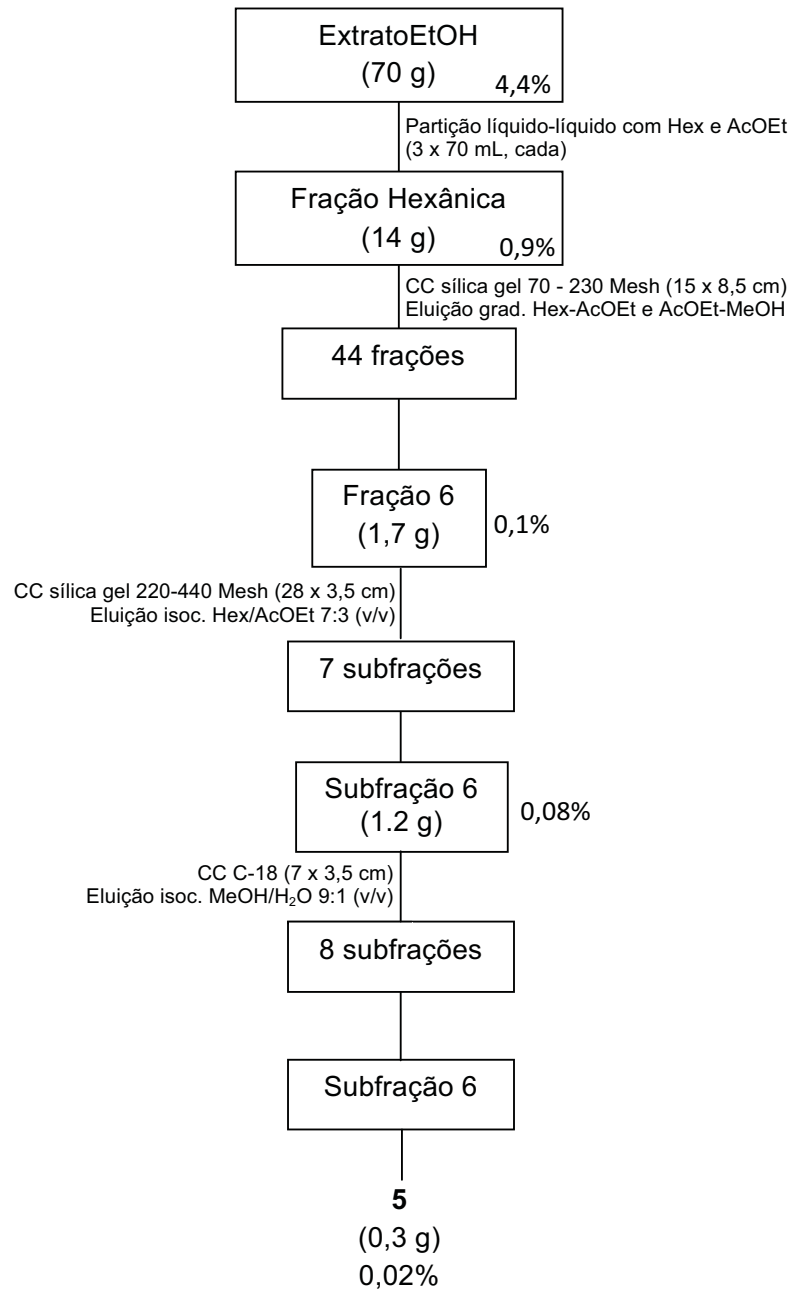 ExtratoEtOH
(70 g)
4,4%
Partição líquido-líquido com Hex e AcOEt
(3 x 70 mL, cada)
Fração Hexânica
(14 g)
0,9%
CC sílica gel 70 - 230 Mesh (15 x 8,5 cm)
Eluição grad. Hex-AcOEt e AcOEt-MeOH
44 frações
Fração 6
(1,7 g)
0,1%
CC sílica gel 220-440 Mesh (28 x 3,5 cm)
Eluição isoc. Hex/AcOEt 7:3 (v/v)
7 subfrações
Subfração 6
(1.2 g)
0,08%
CC C-18 (7 x 3,5 cm)
Eluição isoc. MeOH/H₂O 9:1 (v/v)
8 subfrações
Subfração 6
5
(0,3 g)
0,02%